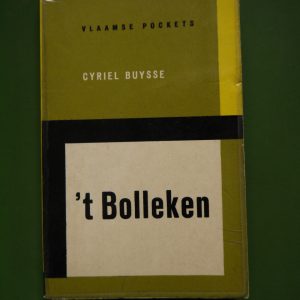 VLAAMSE POCKETS
CYRIEL BUYSSE
't Bolleken